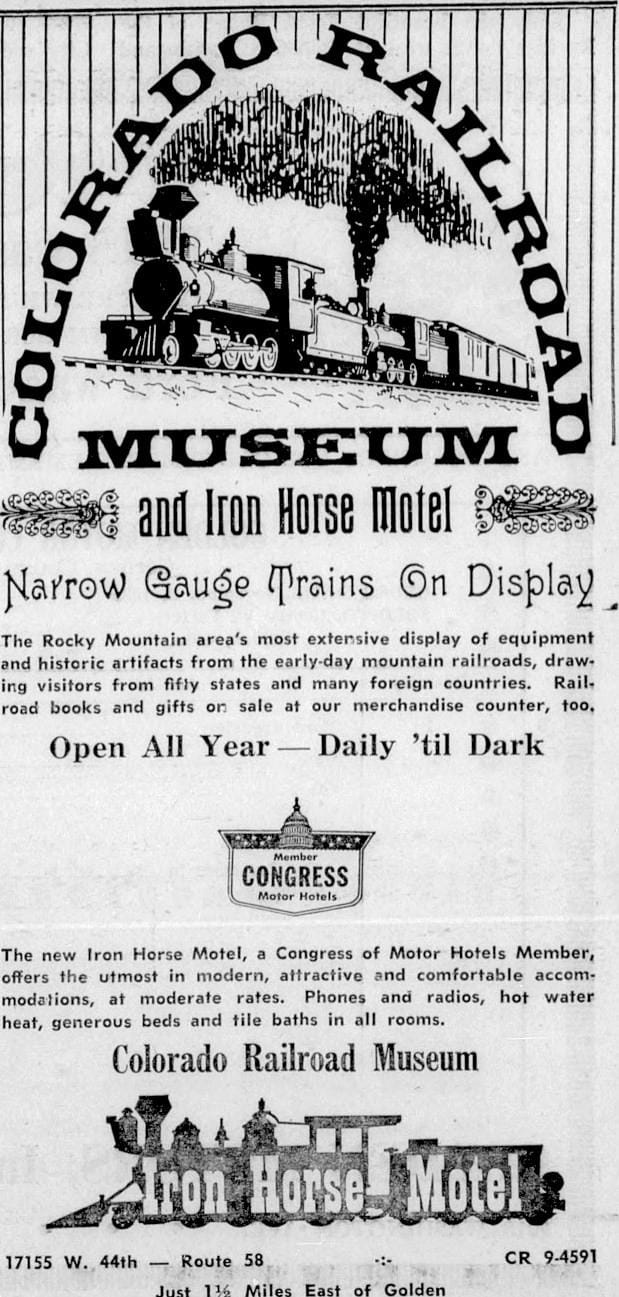 COLORADO RAILROAD
MUSEUM
and Iron Horse Motel
Narrow Gauge Trains On Display
The Rocky Mountain area's most extensive display of equipment
and historic artifacts from the early-day mountain railroads, draw-
ing visitors from fifty states and many foreign countries. Rail-
road books and gifts on sale at our merchandise counter, too.
Open All Year — Daily 'til Dark
Member
CONGRESS
Motor Hotels
The new Iron Horse Motel, a Congress of Motor Hotels Member,
offers the utmost in modern, attractive and comfortable accom-
modations, at moderate rates. Phones and radios, hot water
heat, generous beds and tile baths in all rooms.
Colorado Railroad Museum
Iron Horse Motel
17155 W. 44th — Route 58 -:- CR 9-4591
Just 1½ Miles East of Golden